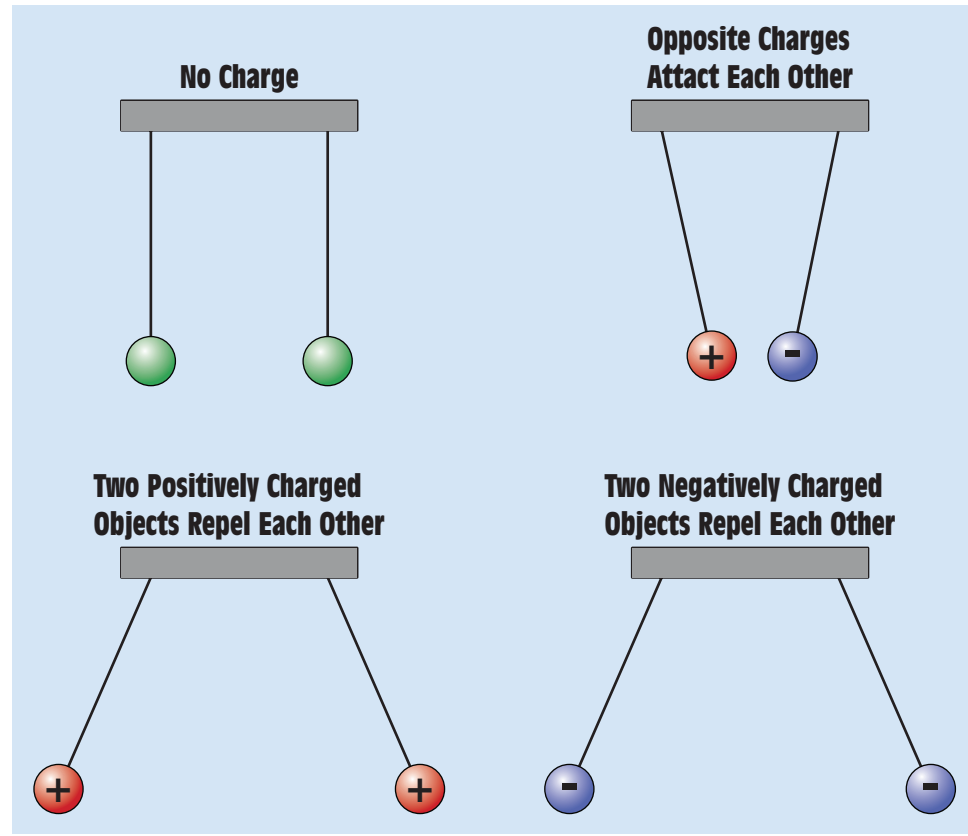 No Charge
Opposite Charges
Attact Each Other
+
-
Two Positively Charged
Objects Repel Each Other
Two Negatively Charged
Objects Repel Each Other
+
+
-
-